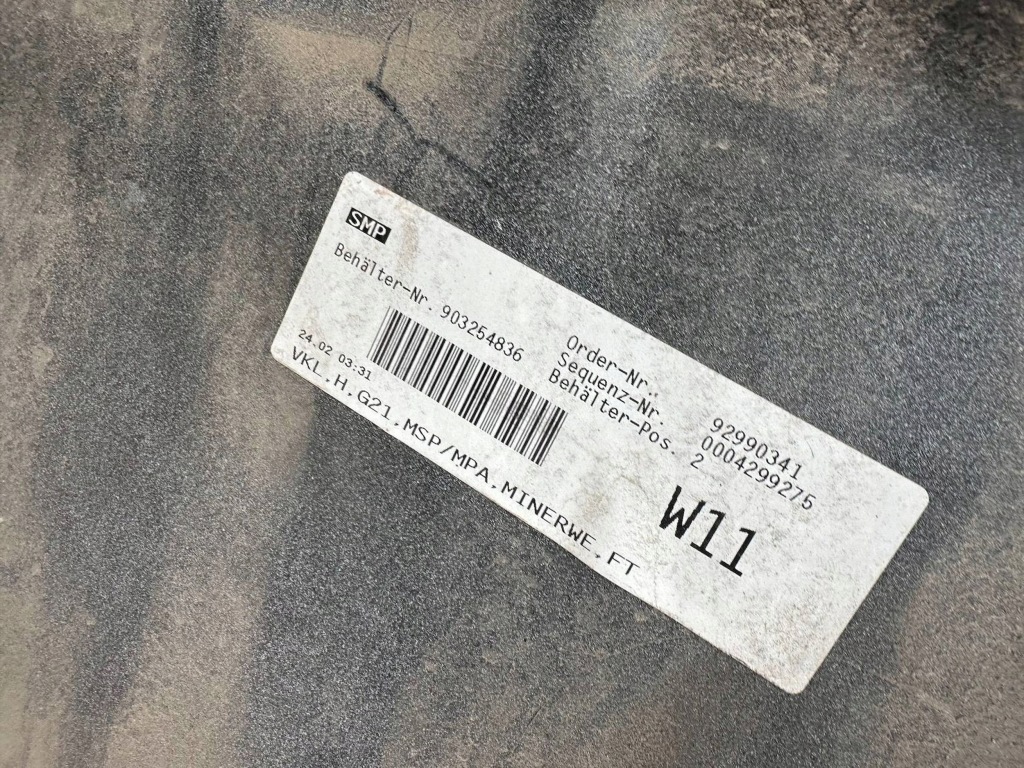 SMP
Behälter-Nr. 903254836
Order-Nr. 92990341
Sequenz-Nr. 0004299275
Behälter-Pos. 2
24.02 03:31
VKL,H,G21,MSP/MPA,MINERWE,FT
W11